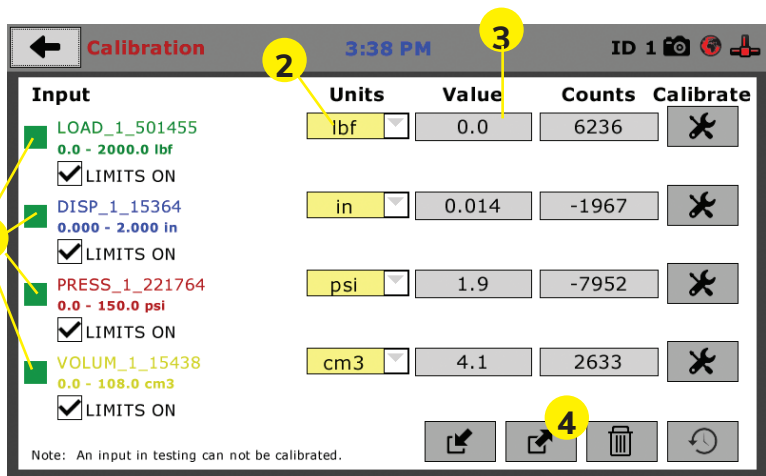 Calibration 3:38 PM ID 1
2
3
Input Units Value Counts Calibrate
LOAD_1_501455 lbf 0.0 6236
0.0 - 2000.0 lbf
LIMITS ON
DISP_1_15364 in 0.014 -1967
0.000 - 2.000 in
LIMITS ON
PRESS_1_221764 psi 1.9 -7952
0.0 - 150.0 psi
LIMITS ON
VOLUM_1_15438 cm3 4.1 2633
0.0 - 108.0 cm3
LIMITS ON
4
Note: An input in testing can not be calibrated.